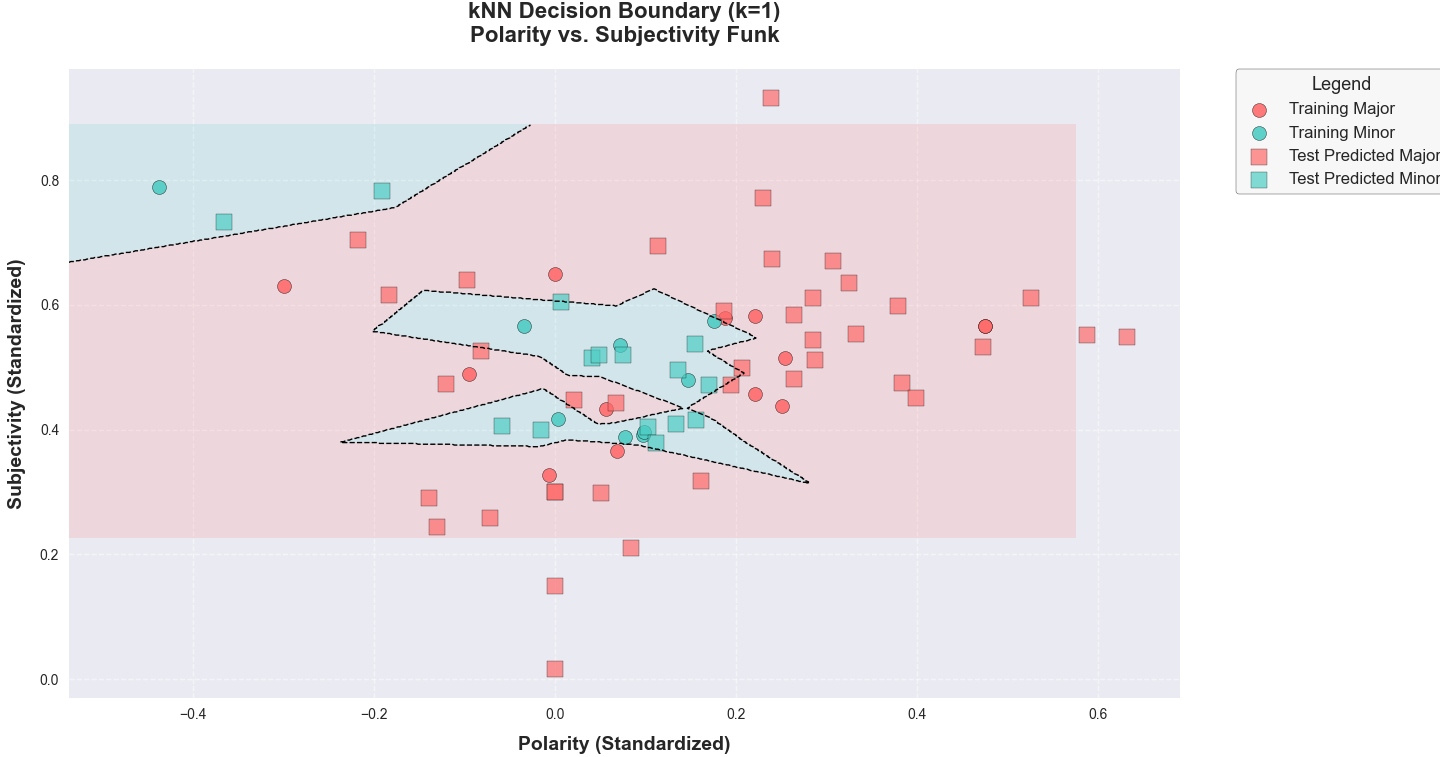 kNN Decision Boundary (k=1)
Polarity vs. Subjectivity Funk
Legend
Training Major
Training Minor
Test Predicted Major
Test Predicted Minor
Subjectivity (Standardized)
0.8
0.6
0.4
0.2
0.0
−0.4
−0.2
0.0
0.2
0.4
0.6
Polarity (Standardized)